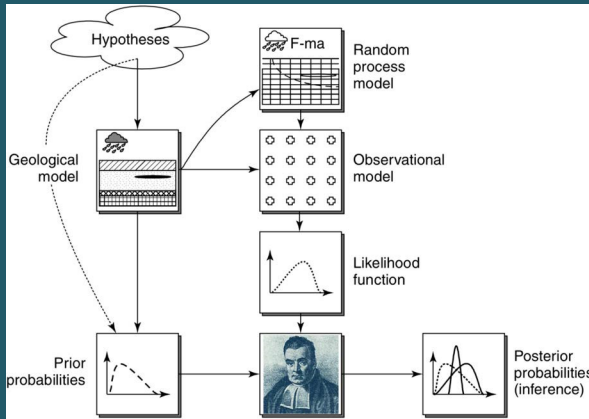 Hypotheses
F-ma
Random
process
model
Geological
model
Observational
model
Likelihood
function
Prior
probabilities
Posterior
probabilities
(inference)